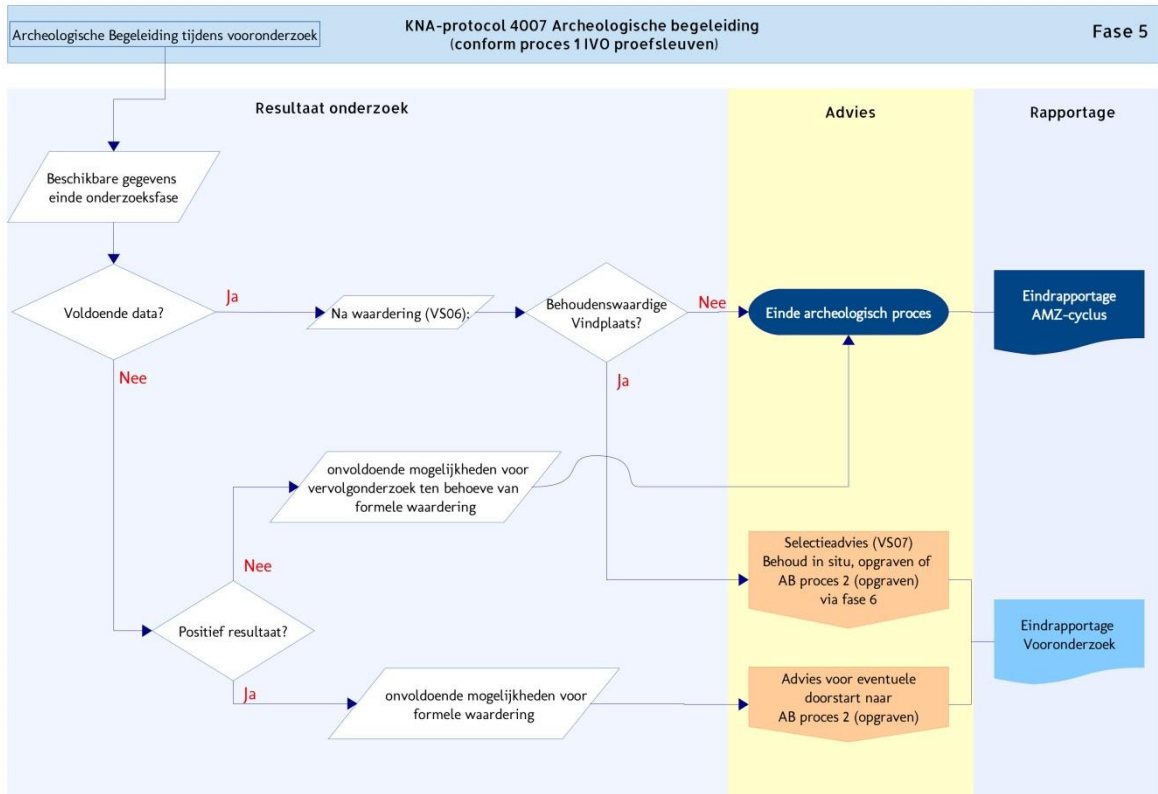 Archeologische Begeleiding tijdens vooronderzoek
KNA-protocol 4007 Archeologische begeleiding
(conform proces 1 IVO proefsleuven)
Fase 5
Resultaat onderzoek
Advies
Rapportage
Beschikbare gegevens
einde onderzoeksfase
Voldoende data?
Ja
Na waardering (VS06):
Behoudenswaardige
Vindplaats?
Nee
Einde archeologisch proces
Eindrapportage
AMZ-cyclus
Nee
Ja
onvoldoende mogelijkheden voor
vervolgonderzoek ten behoeve van
formele waardering
Nee
Selectieadvies (VS07)
Behoud in situ, opgraven of
AB proces 2 (opgraven)
via fase 6
Positief resultaat?
Eindrapportage
Vooronderzoek
Ja
onvoldoende mogelijkheden voor
formele waardering
Advies voor eventuele
doorstart naar
AB proces 2 (opgraven)